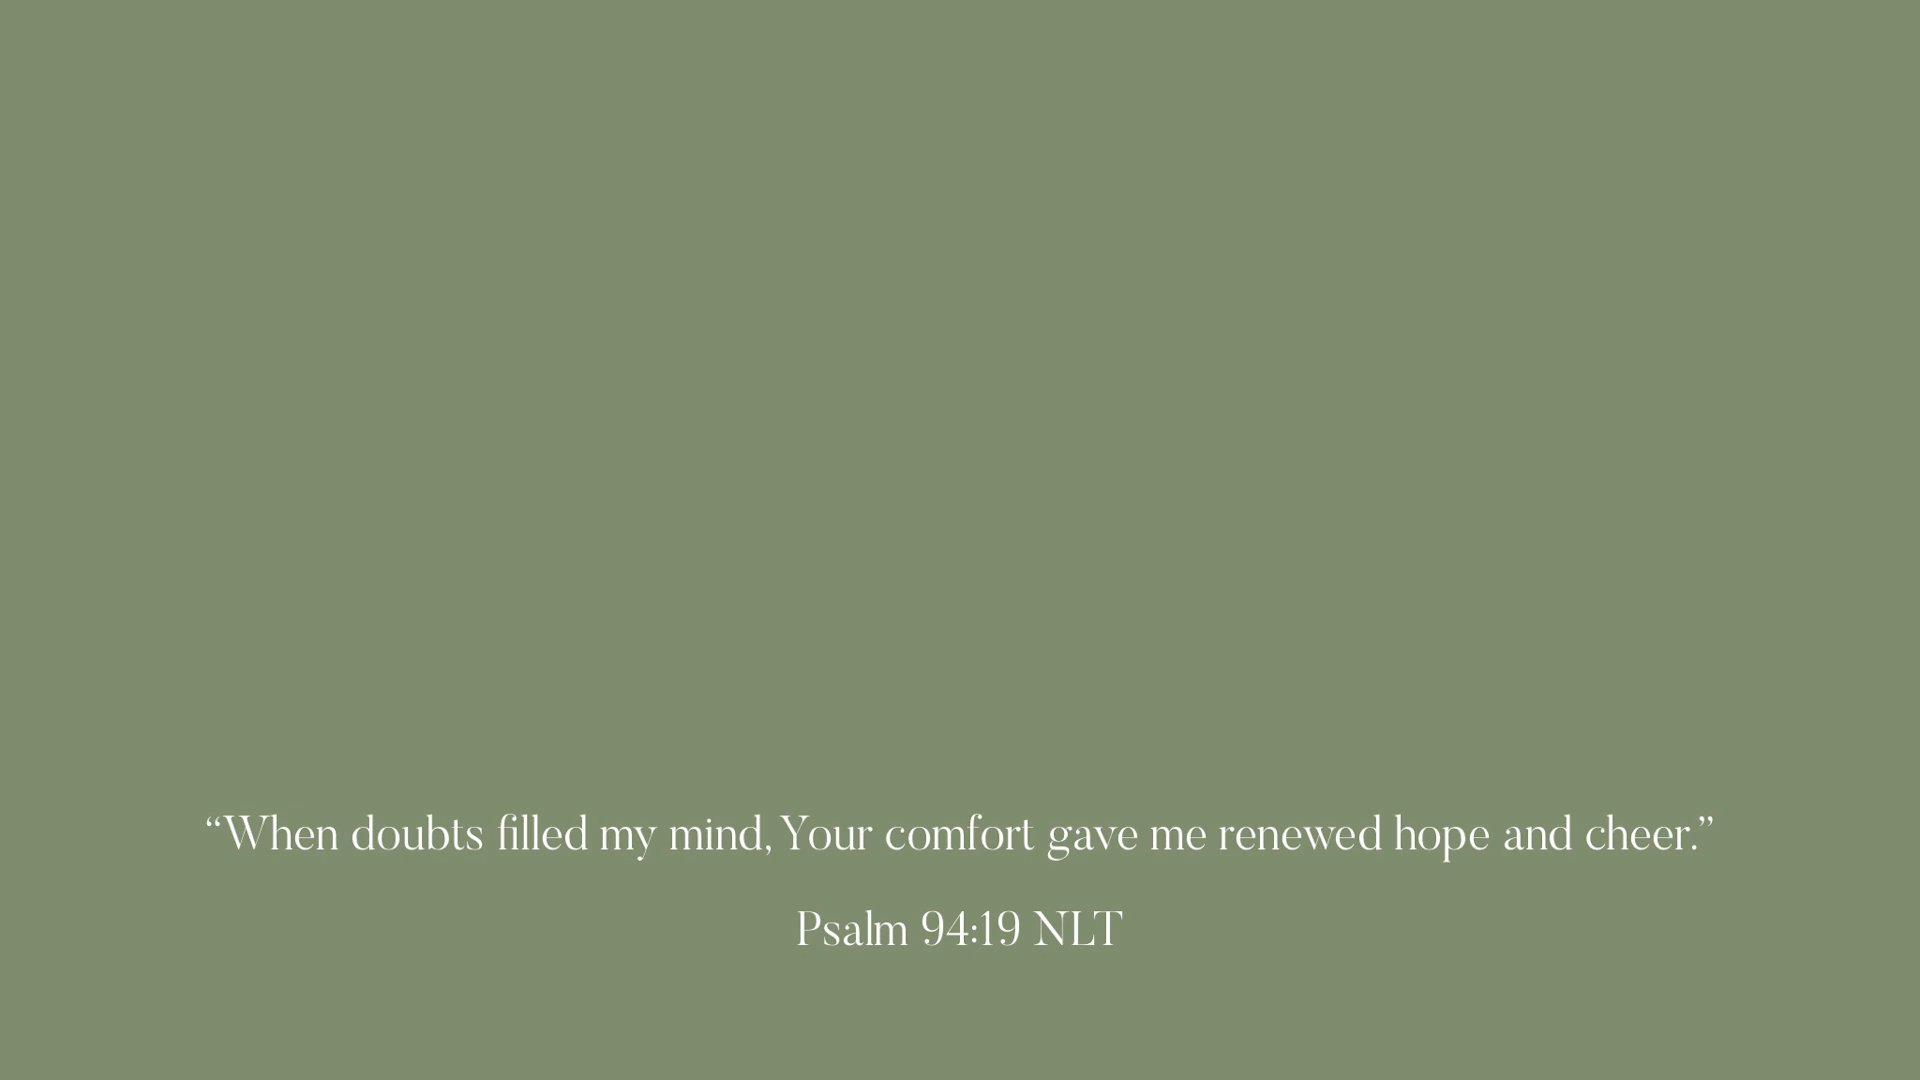 “When doubts filled my mind, Your comfort gave me renewed hope and cheer.”
Psalm 94:19 NLT